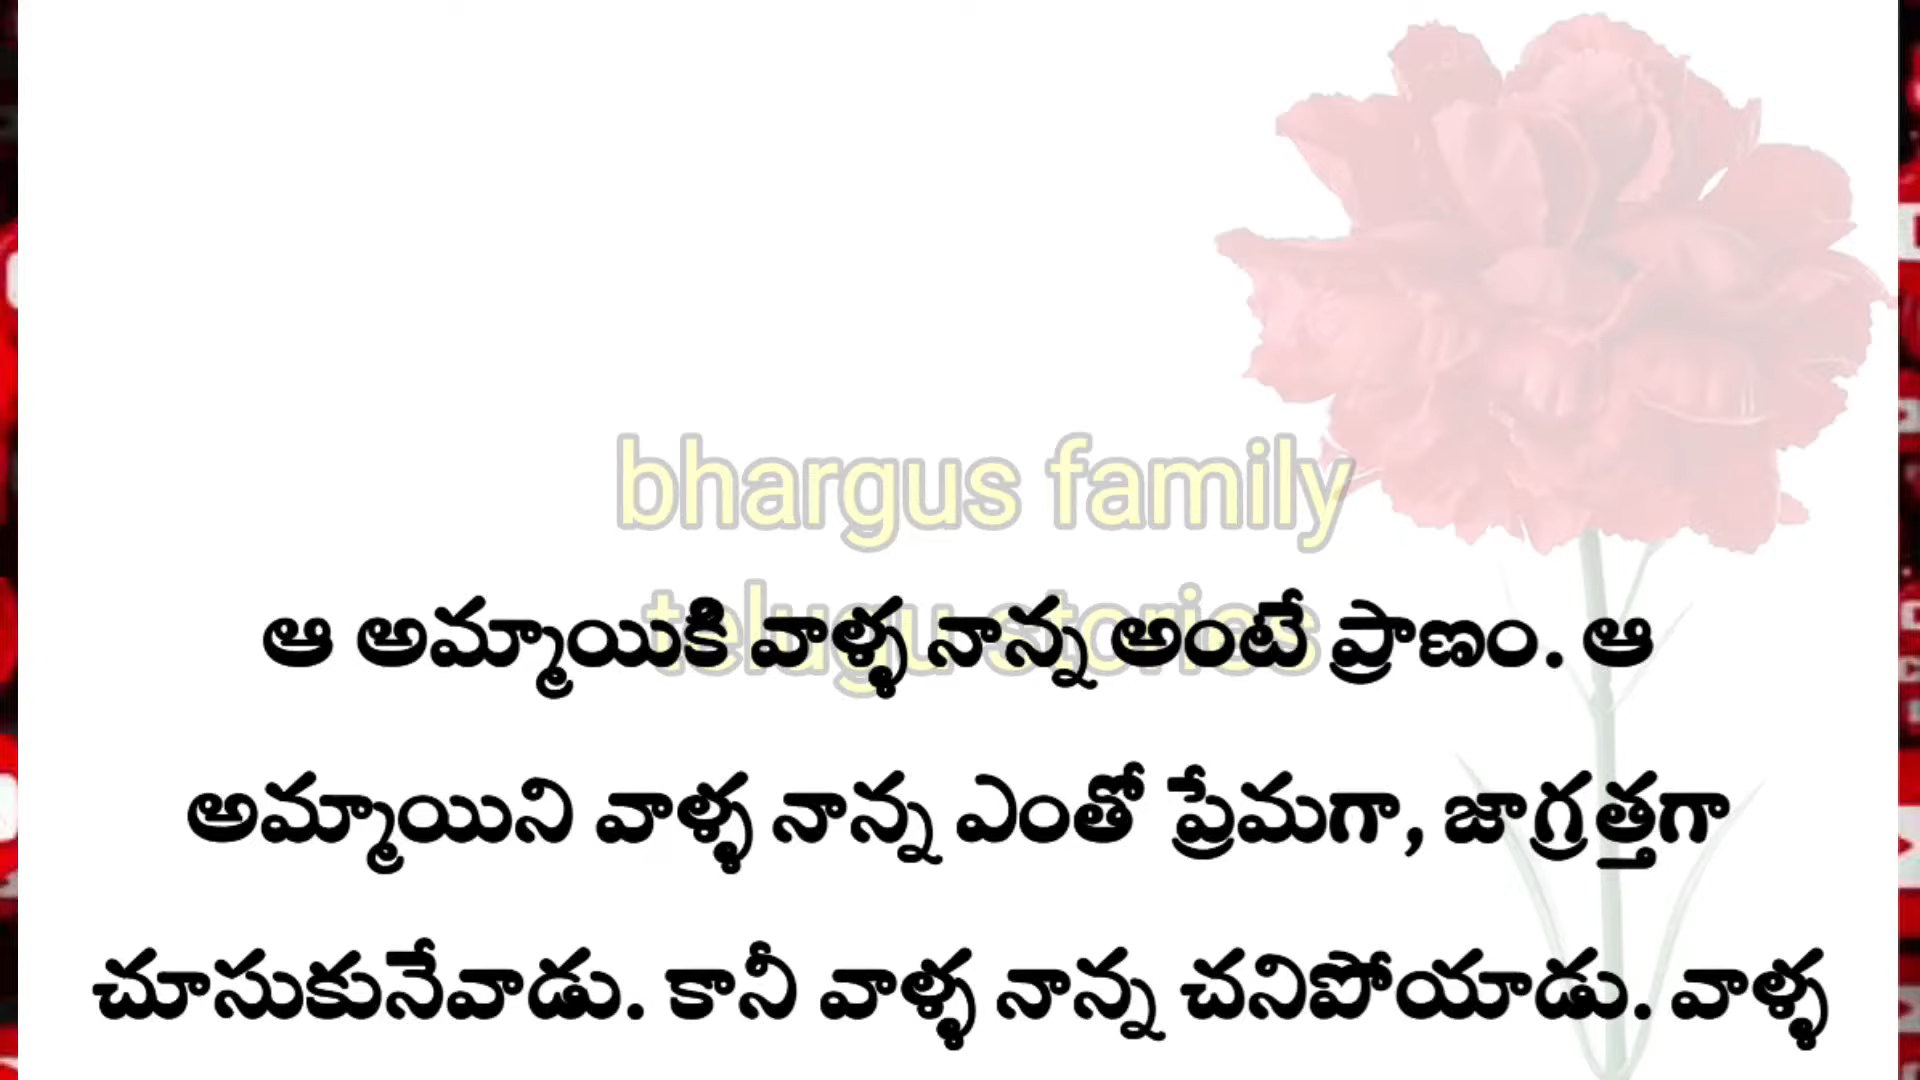 bhargus family
telugu stories
ఆ అమ్మాయికి వాళ్ళ నాన్న అంటే ప్రాణం. ఆ
అమ్మాయిని వాళ్ళ నాన్న ఎంతో ప్రేమగా, జాగ్రత్తగా
చూసుకునేవాడు. కానీ వాళ్ళ నాన్న చనిపోయాడు. వాళ్ళ